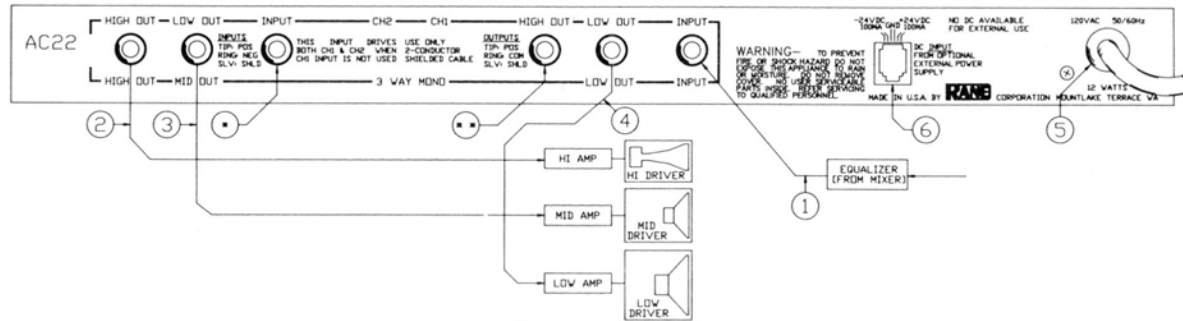 HIGH OUT LOW OUT INPUT CH2 CH1 HIGH OUT LOW OUT INPUT
AC22
INPUTS
TIP: POS
RING: NEG
SLV: SHLD
THIS INPUT DRIVES USE ONLY
BOTH CH1 & CH2 WHEN 2-CONDUCTOR
CH1 INPUT IS NOT USED SHIELDED CABLE
OUTPUTS
TIP: POS
RING: COM
SLV: SHLD
HIGH OUT MID OUT 3 WAY MONO LOW OUT INPUT
WARNING— TO PREVENT
FIRE OR SHOCK HAZARD DO NOT
EXPOSE THIS APPLIANCE TO RAIN
OR MOISTURE. DO NOT REMOVE
COVER. NO USER SERVICEABLE
PARTS INSIDE. REFER SERVICING
TO QUALIFIED PERSONNEL.
-24VDC +24VDC
100MA GND 100MA
NO DC AVAILABLE
FOR EXTERNAL USE
DC INPUT
FROM OPTIONAL
EXTERNAL POWER
SUPPLY
120VAC 50/60Hz
12 WATTS
MADE IN U.S.A. BY RANE CORPORATION MOUNTLAKE TERRACE WA
2
3
4
6
5
HI AMP
HI DRIVER
EQUALIZER
(FROM MIXER)
1
MID AMP
MID
DRIVER
LOW AMP
LOW
DRIVER